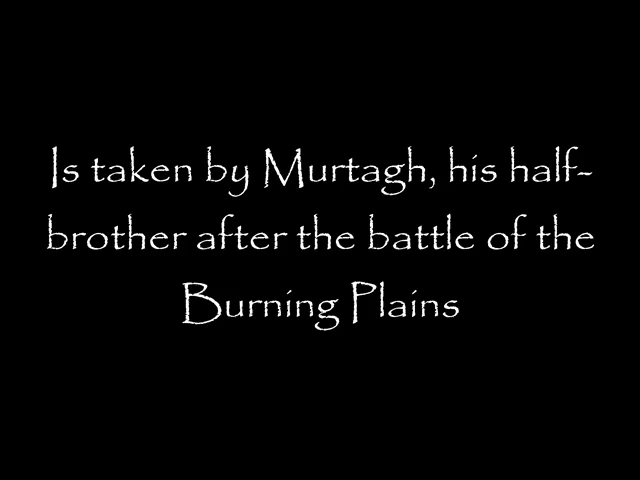 Is taken by Murtagh, his half-
brother after the battle of the
Burning Plains